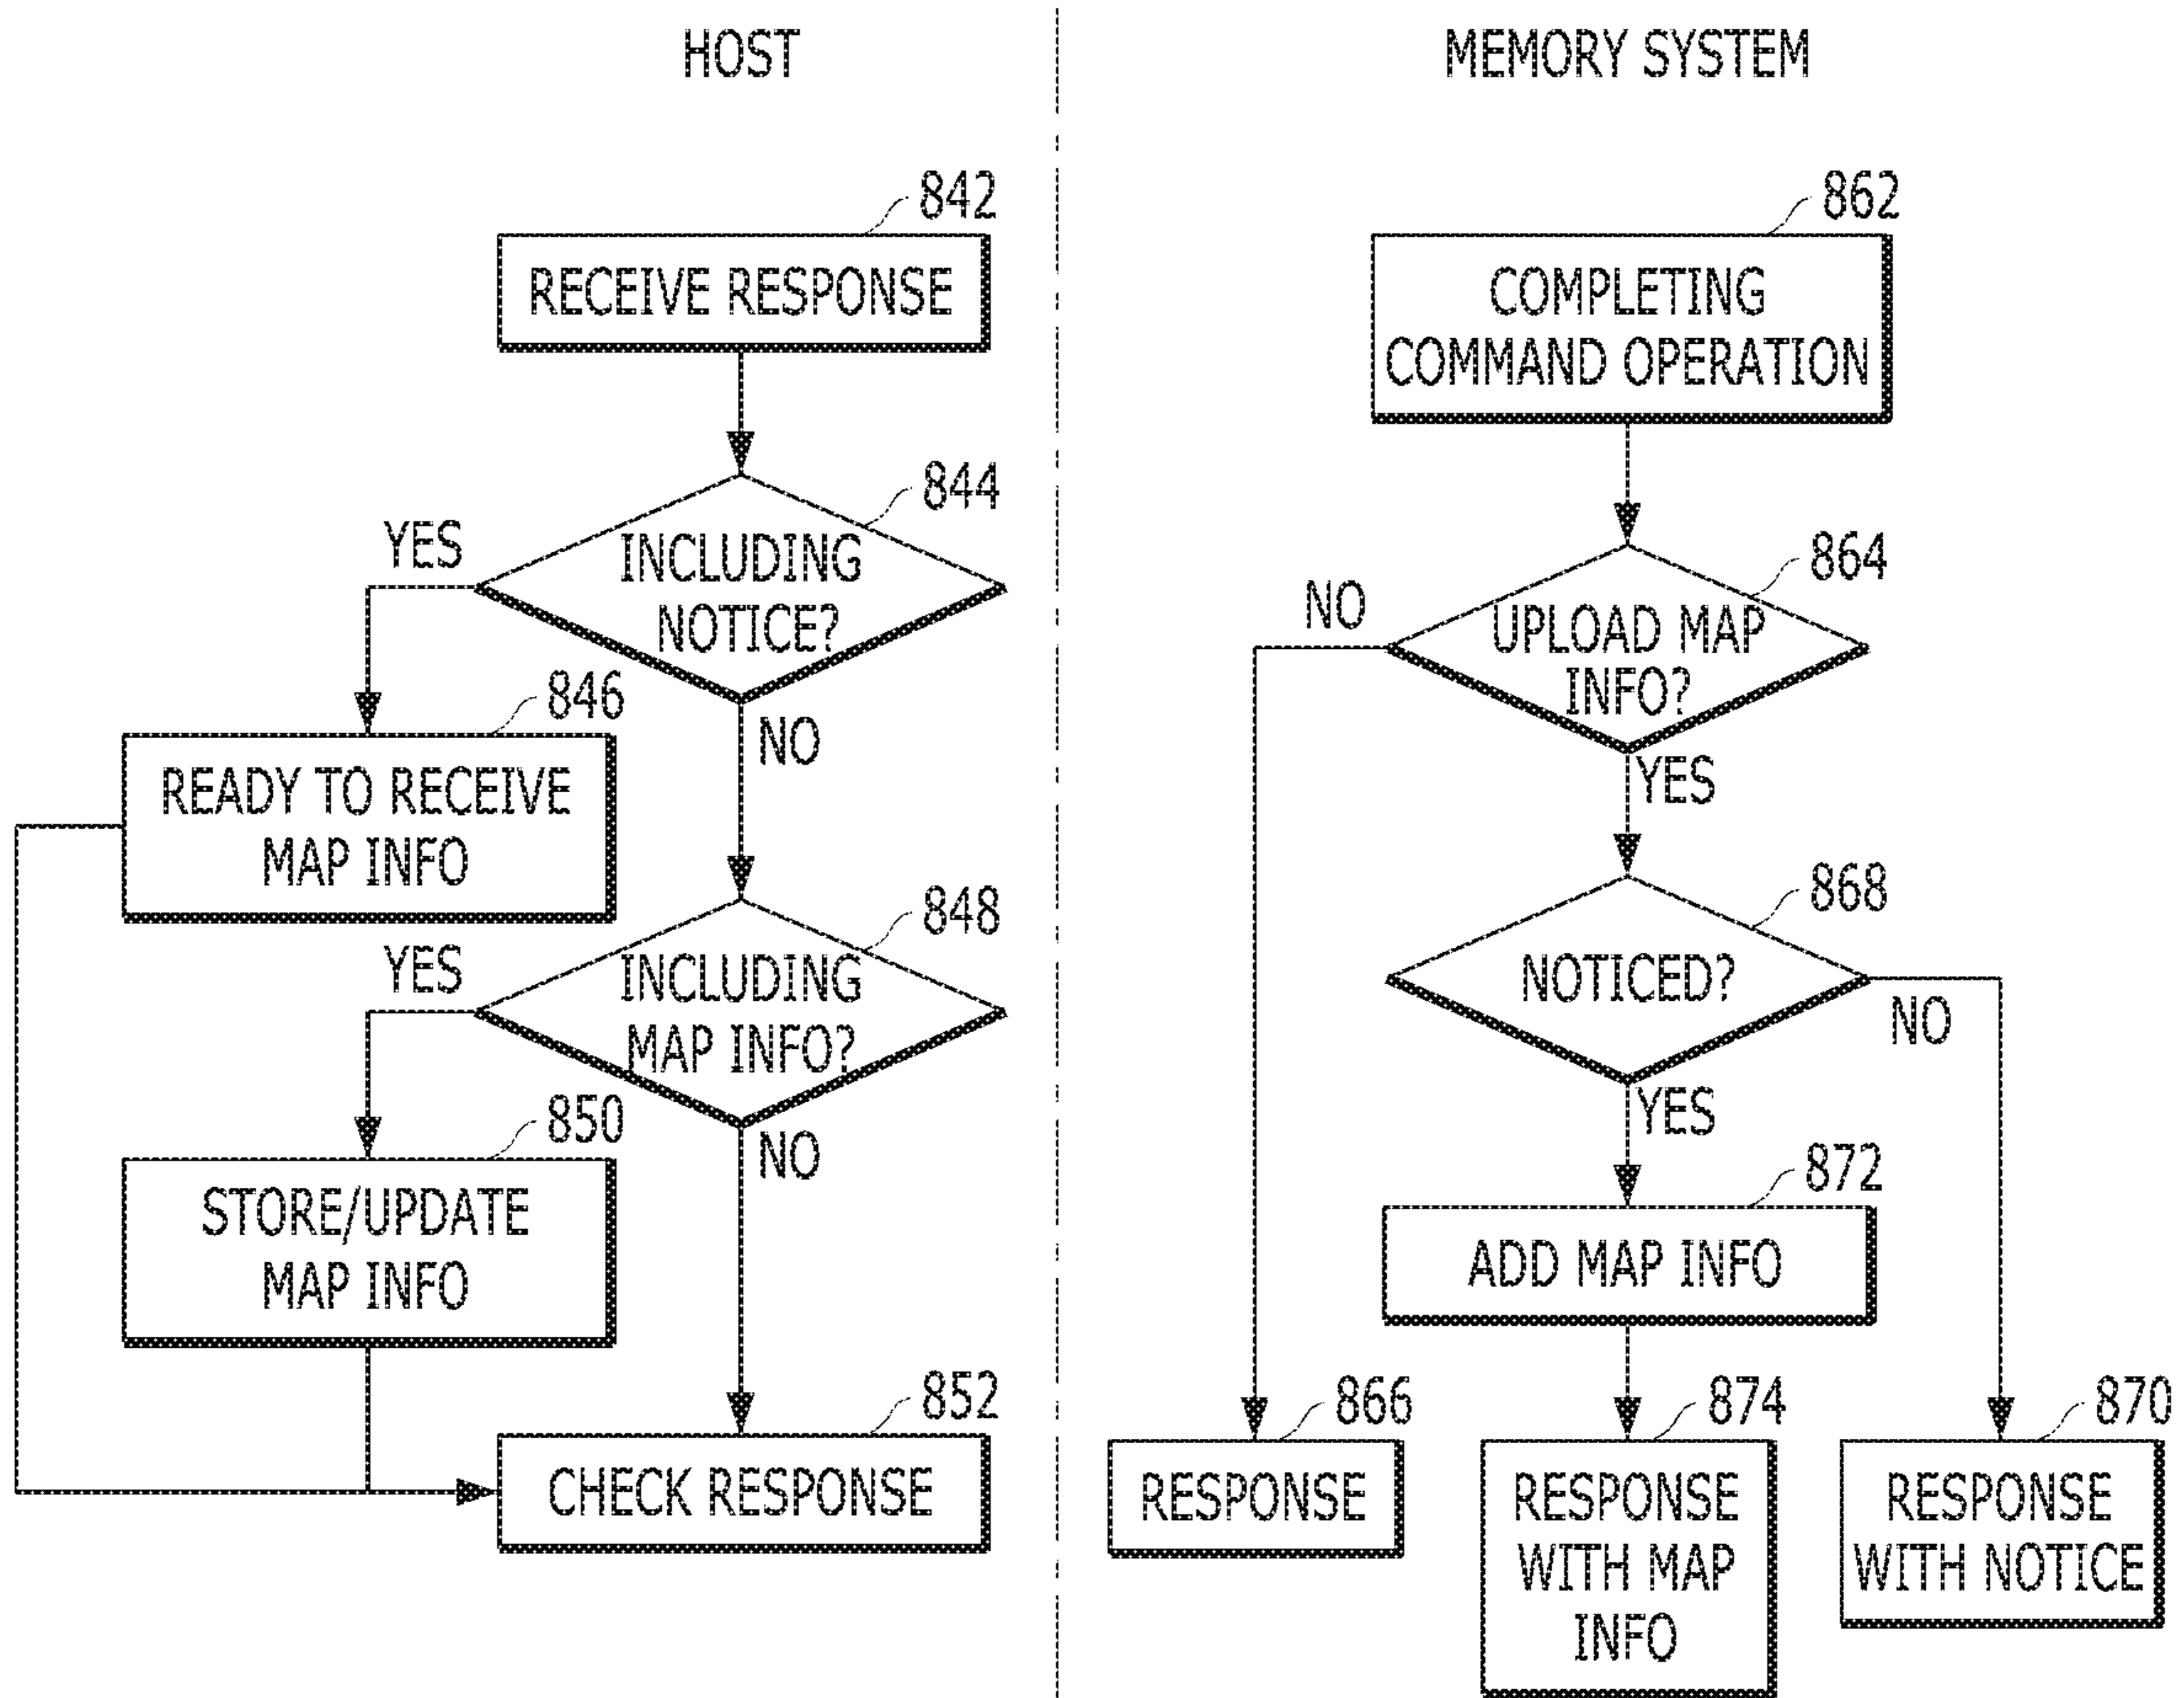 HOST
842
RECEIVE RESPONSE
844
YES
INCLUDING
NOTICE?
846
NO
READY TO RECEIVE
MAP INFO
848
YES
INCLUDING
MAP INFO?
850
NO
STORE/UPDATE
MAP INFO
852
CHECK RESPONSE
MEMORY SYSTEM
862
COMPLETING
COMMAND OPERATION
864
NO
UPLOAD MAP
INFO?
YES
868
NOTICED?
NO
YES
872
ADD MAP INFO
866
RESPONSE
874
RESPONSE
WITH MAP
INFO
870
RESPONSE
WITH NOTICE